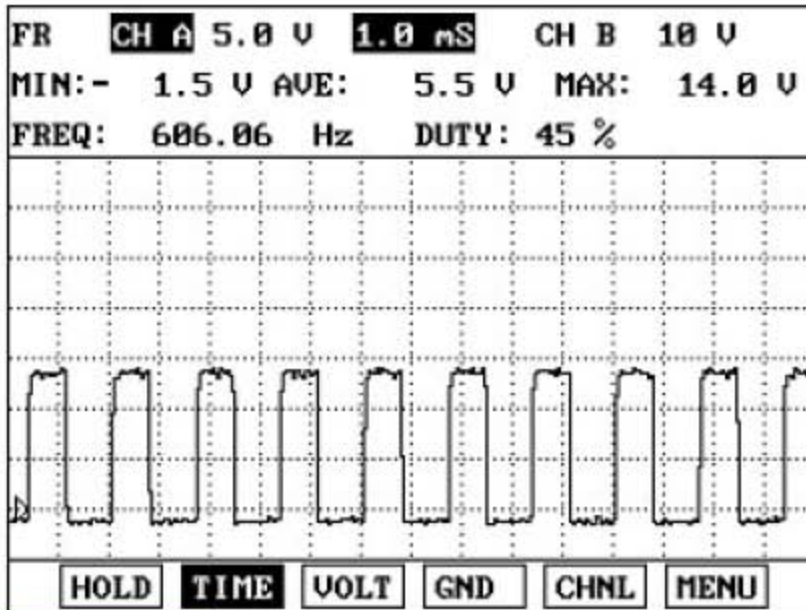 FR CH A 5.0 V 1.0 mS CH B 10 V
MIN:- 1.5 V AVE: 5.5 V MAX: 14.0 V
FREQ: 606.06 Hz DUTY: 45 %
HOLD TIME VOLT GND CHNL MENU